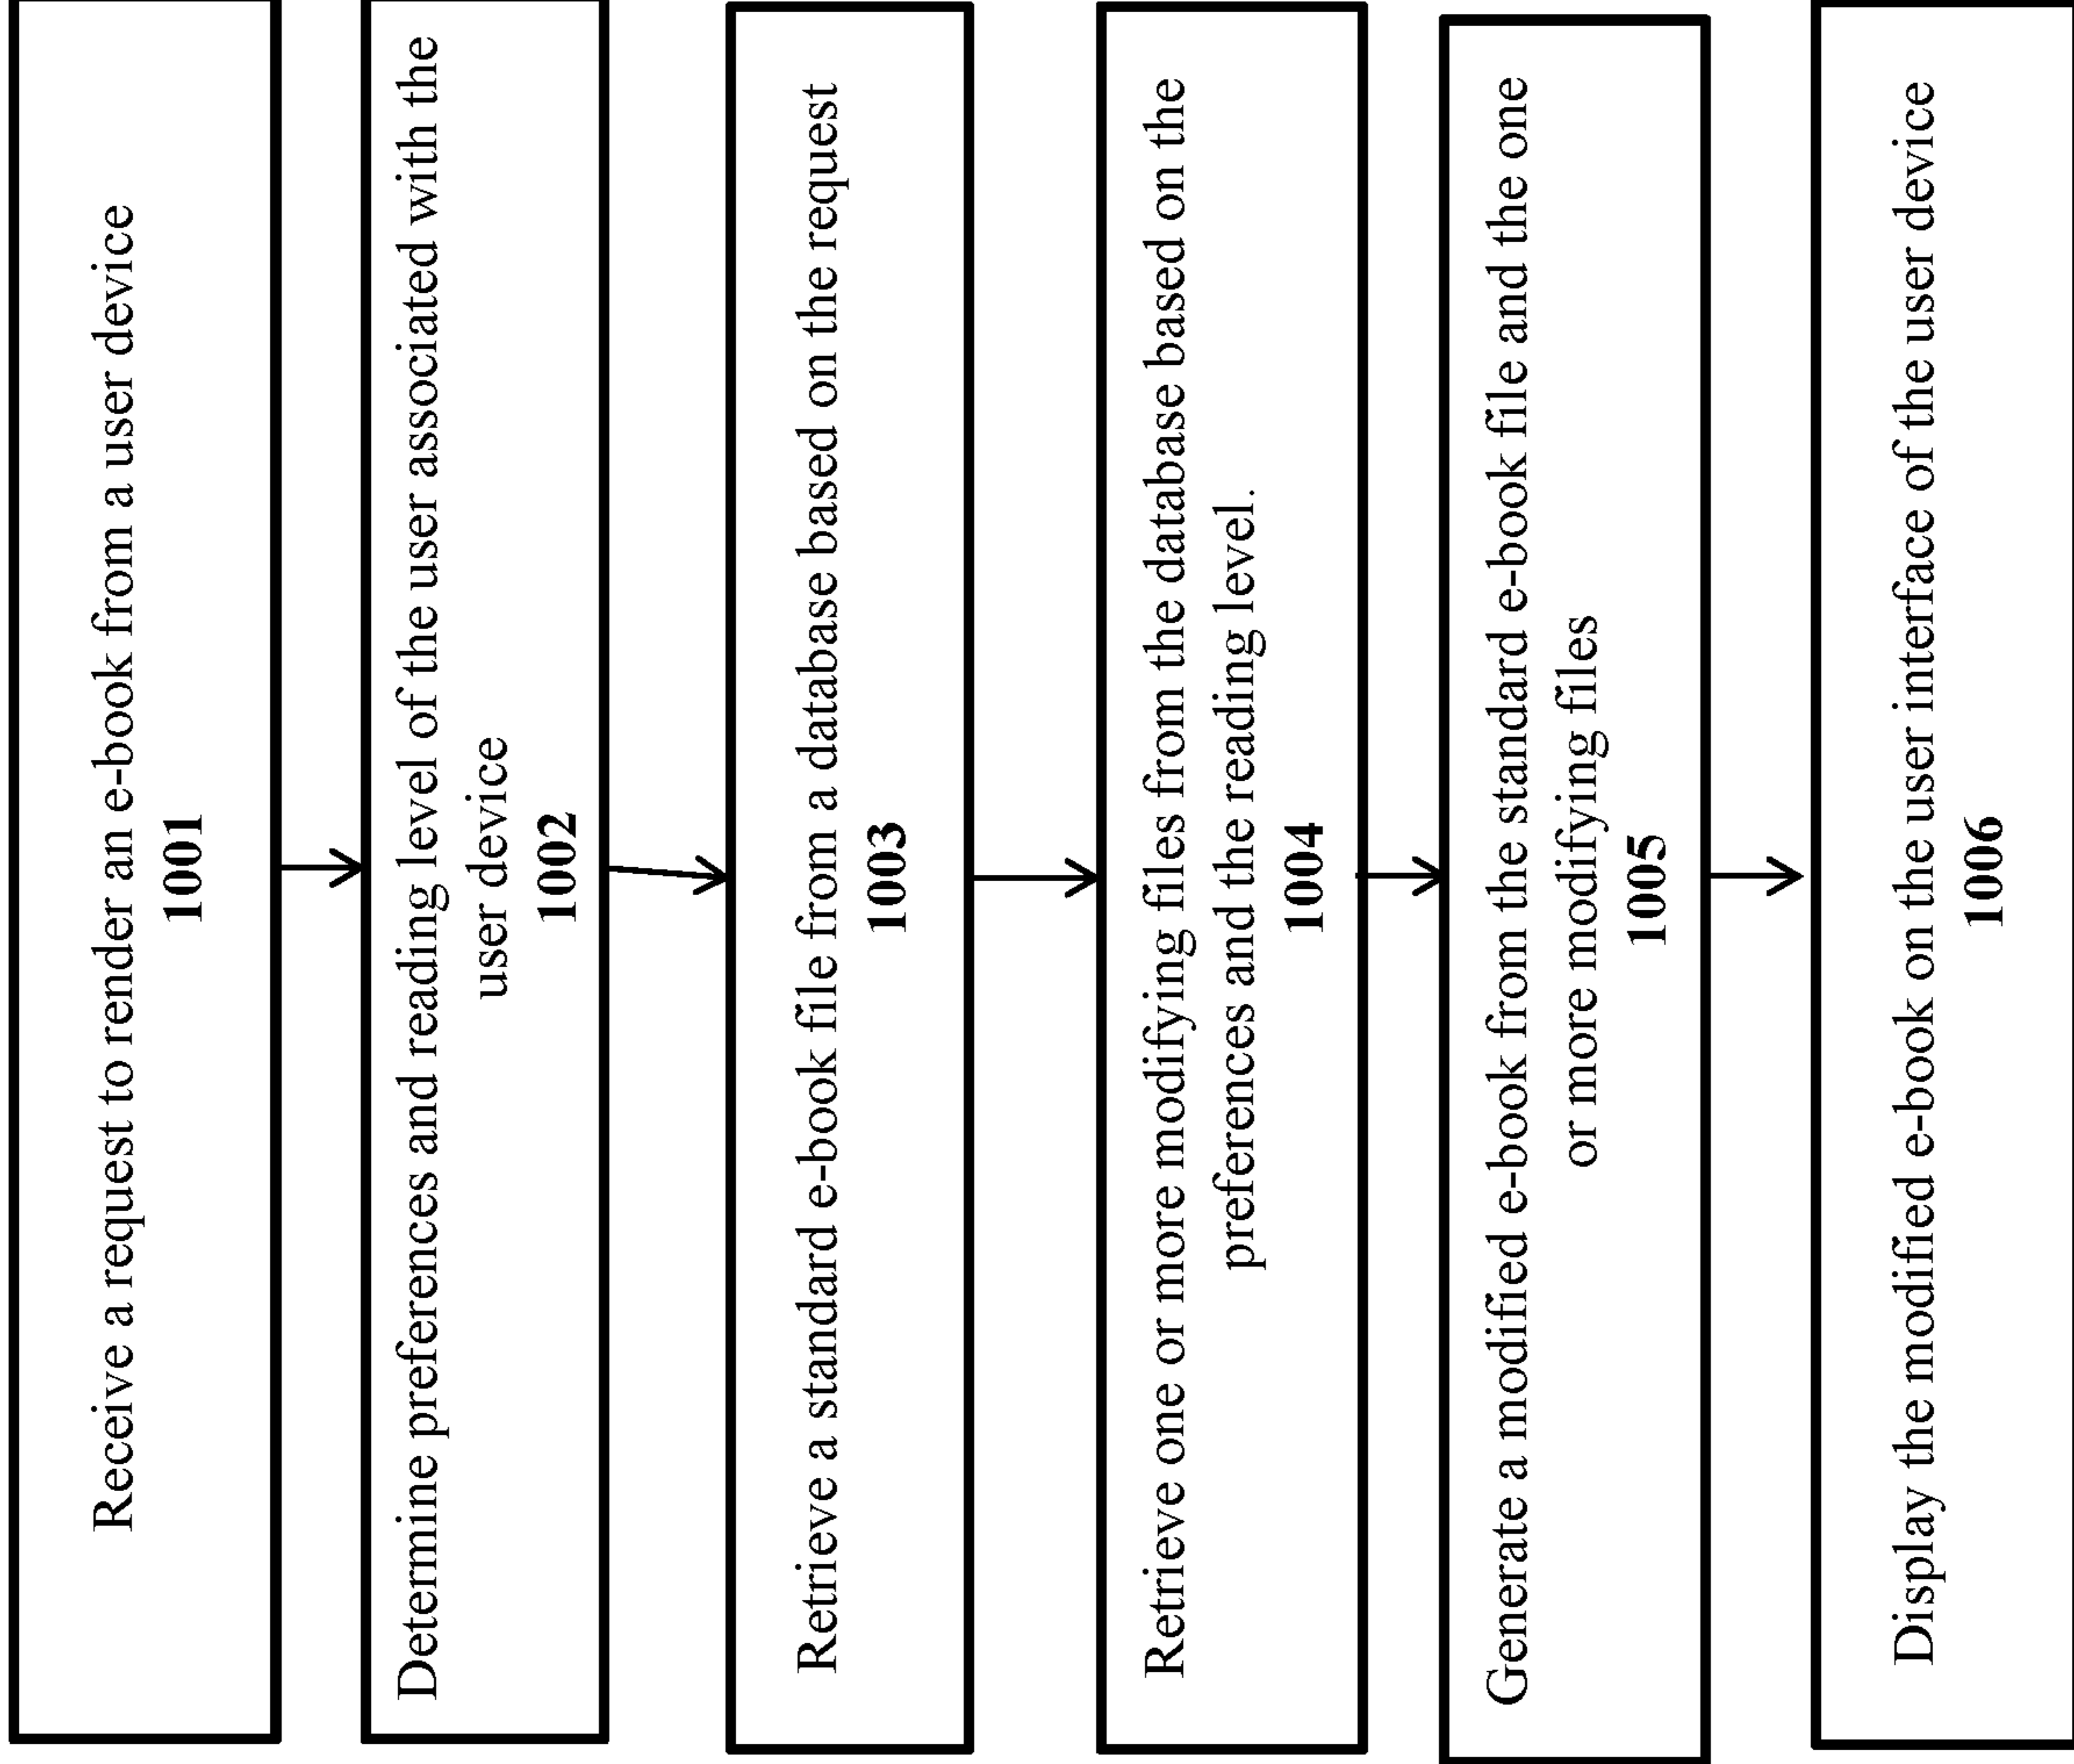 Receive a request to render an e-book from a user device
1001
Determine preferences and reading level of the user associated with the
user device
1002
Retrieve a standard e-book file from a database based on the request
1003
Retrieve one or more modifying files from the database based on the
preferences and the reading level.
1004
Generate a modified e-book from the standard e-book file and the one
or more modifying files
1005
Display the modified e-book on the user interface of the user device
1006